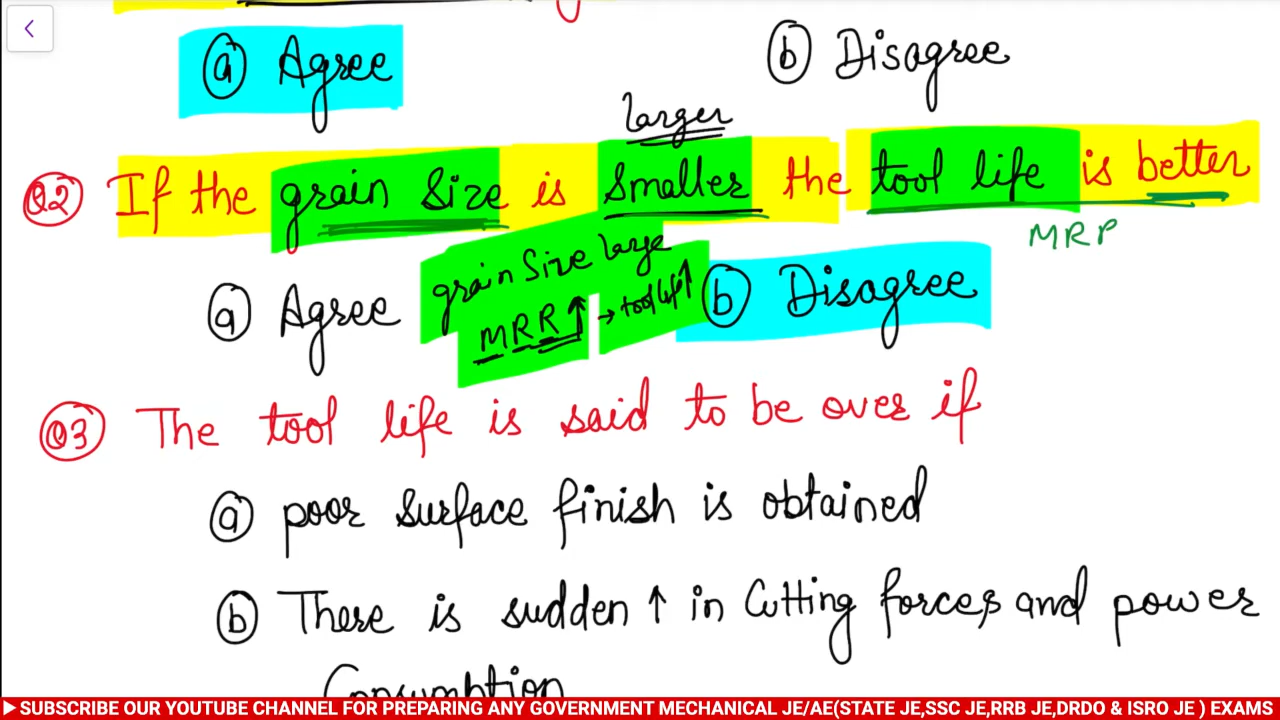 ⓐ Agree ⓑ Disagree
larger
Q2 If the grain size is smaller the tool life is better
MRP
grain size large
ⓐ Agree MRR↑ → tool life↑ ⓑ Disagree
Q3 The tool life is said to be over if
ⓐ poor surface finish is obtained
ⓑ There is sudden ↑ in Cutting forces and power
Consumption
▶ SUBSCRIBE OUR YOUTUBE CHANNEL FOR PREPARING ANY GOVERNMENT MECHANICAL JE/AE(STATE JE,SSC JE,RRB JE,DRDO & ISRO JE ) EXAMS